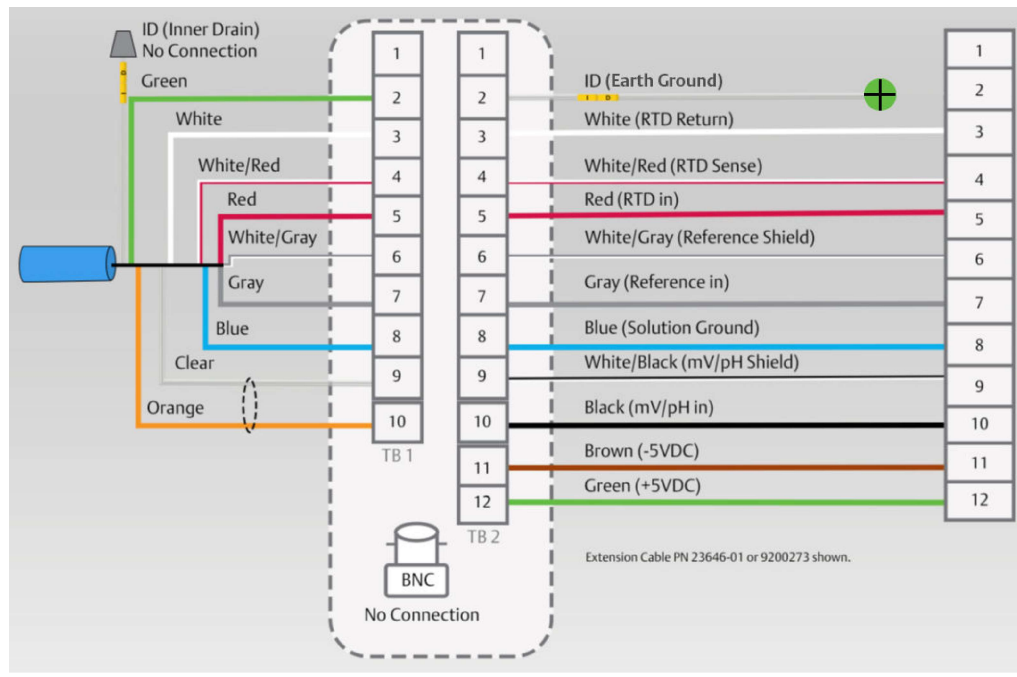 ID (Inner Drain)
No Connection
Green
White
White/Red
Red
White/Gray
Gray
Blue
Clear
Orange
1
2
3
4
5
6
7
8
9
10
TB 1
1
2
3
4
5
6
7
8
9
10
11
12
TB 2
BNC
No Connection
ID (Earth Ground)
I D
White (RTD Return)
White/Red (RTD Sense)
Red (RTD in)
White/Gray (Reference Shield)
Gray (Reference in)
Blue (Solution Ground)
White/Black (mV/pH Shield)
Black (mV/pH in)
Brown (-5VDC)
Green (+5VDC)
Extension Cable PN 23646-01 or 9200273 shown.
1
2
3
4
5
6
7
8
9
10
11
12